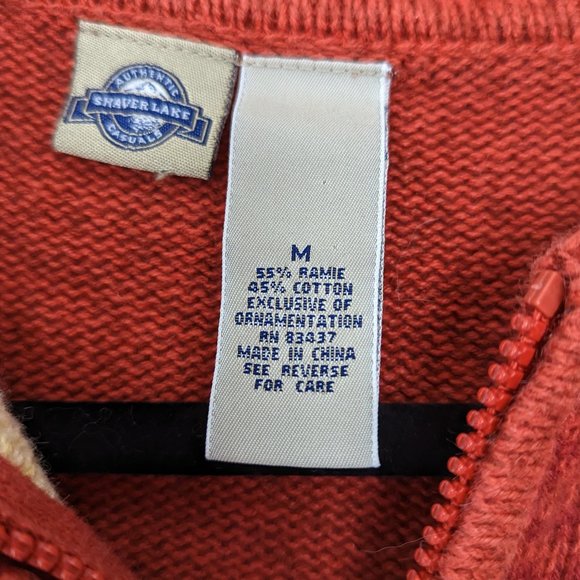 AUTHENTIC
SHAVER LAKE
CASUALS
M
55% RAMIE
45% COTTON
EXCLUSIVE OF
ORNAMENTATION
RN 83437
MADE IN CHINA
SEE REVERSE
FOR CARE